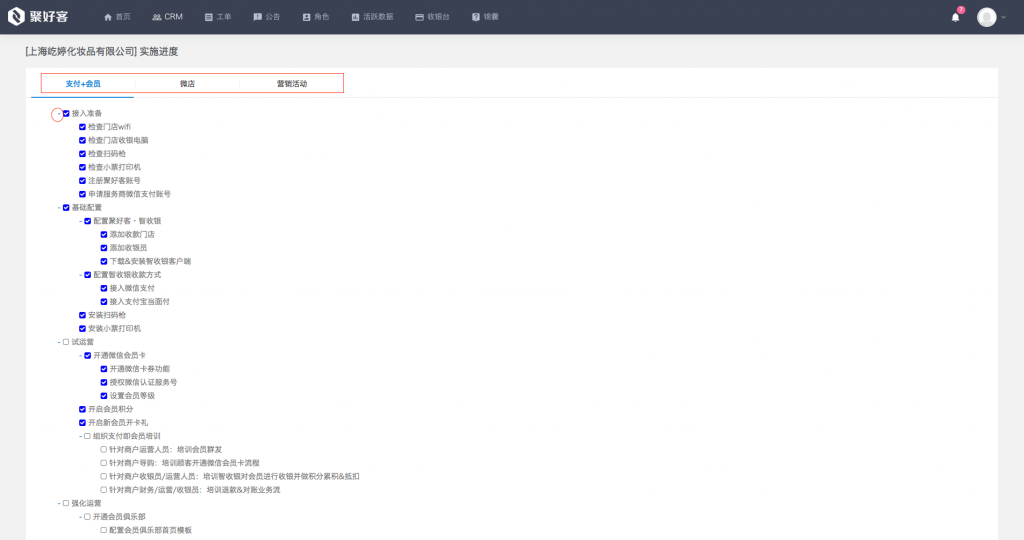 聚好客 首页 CRM 工单 公告 角色 活跃数据 收银台 锦囊 7
[上海屹婷化妆品有限公司] 实施进度
支付+会员 微店 营销活动
接入准备
检查门店wifi
检查门店收银电脑
检查扫码枪
检查小票打印机
注册聚好客账号
申请服务商微信支付账号
基础配置
配置聚好客·智收银
添加收款门店
添加收银员
下载&安装智收银客户端
配置智收银收款方式
接入微信支付
接入支付宝当面付
安装扫码枪
安装小票打印机
试运营
开通微信会员卡
开通微信卡券功能
授权微信认证服务号
设置会员等级
开启会员积分
开启新会员开卡礼
组织支付即会员培训
针对商户运营人员：培训会员群发
针对商户导购：培训顾客开通微信会员卡流程
针对商户收银员/运营人员：培训智收银对会员进行收银并做积分累积&抵扣
针对商户财务/运营/收银员：培训退款&对账业务流
强化运营
开通会员俱乐部
配置会员俱乐部首页模板